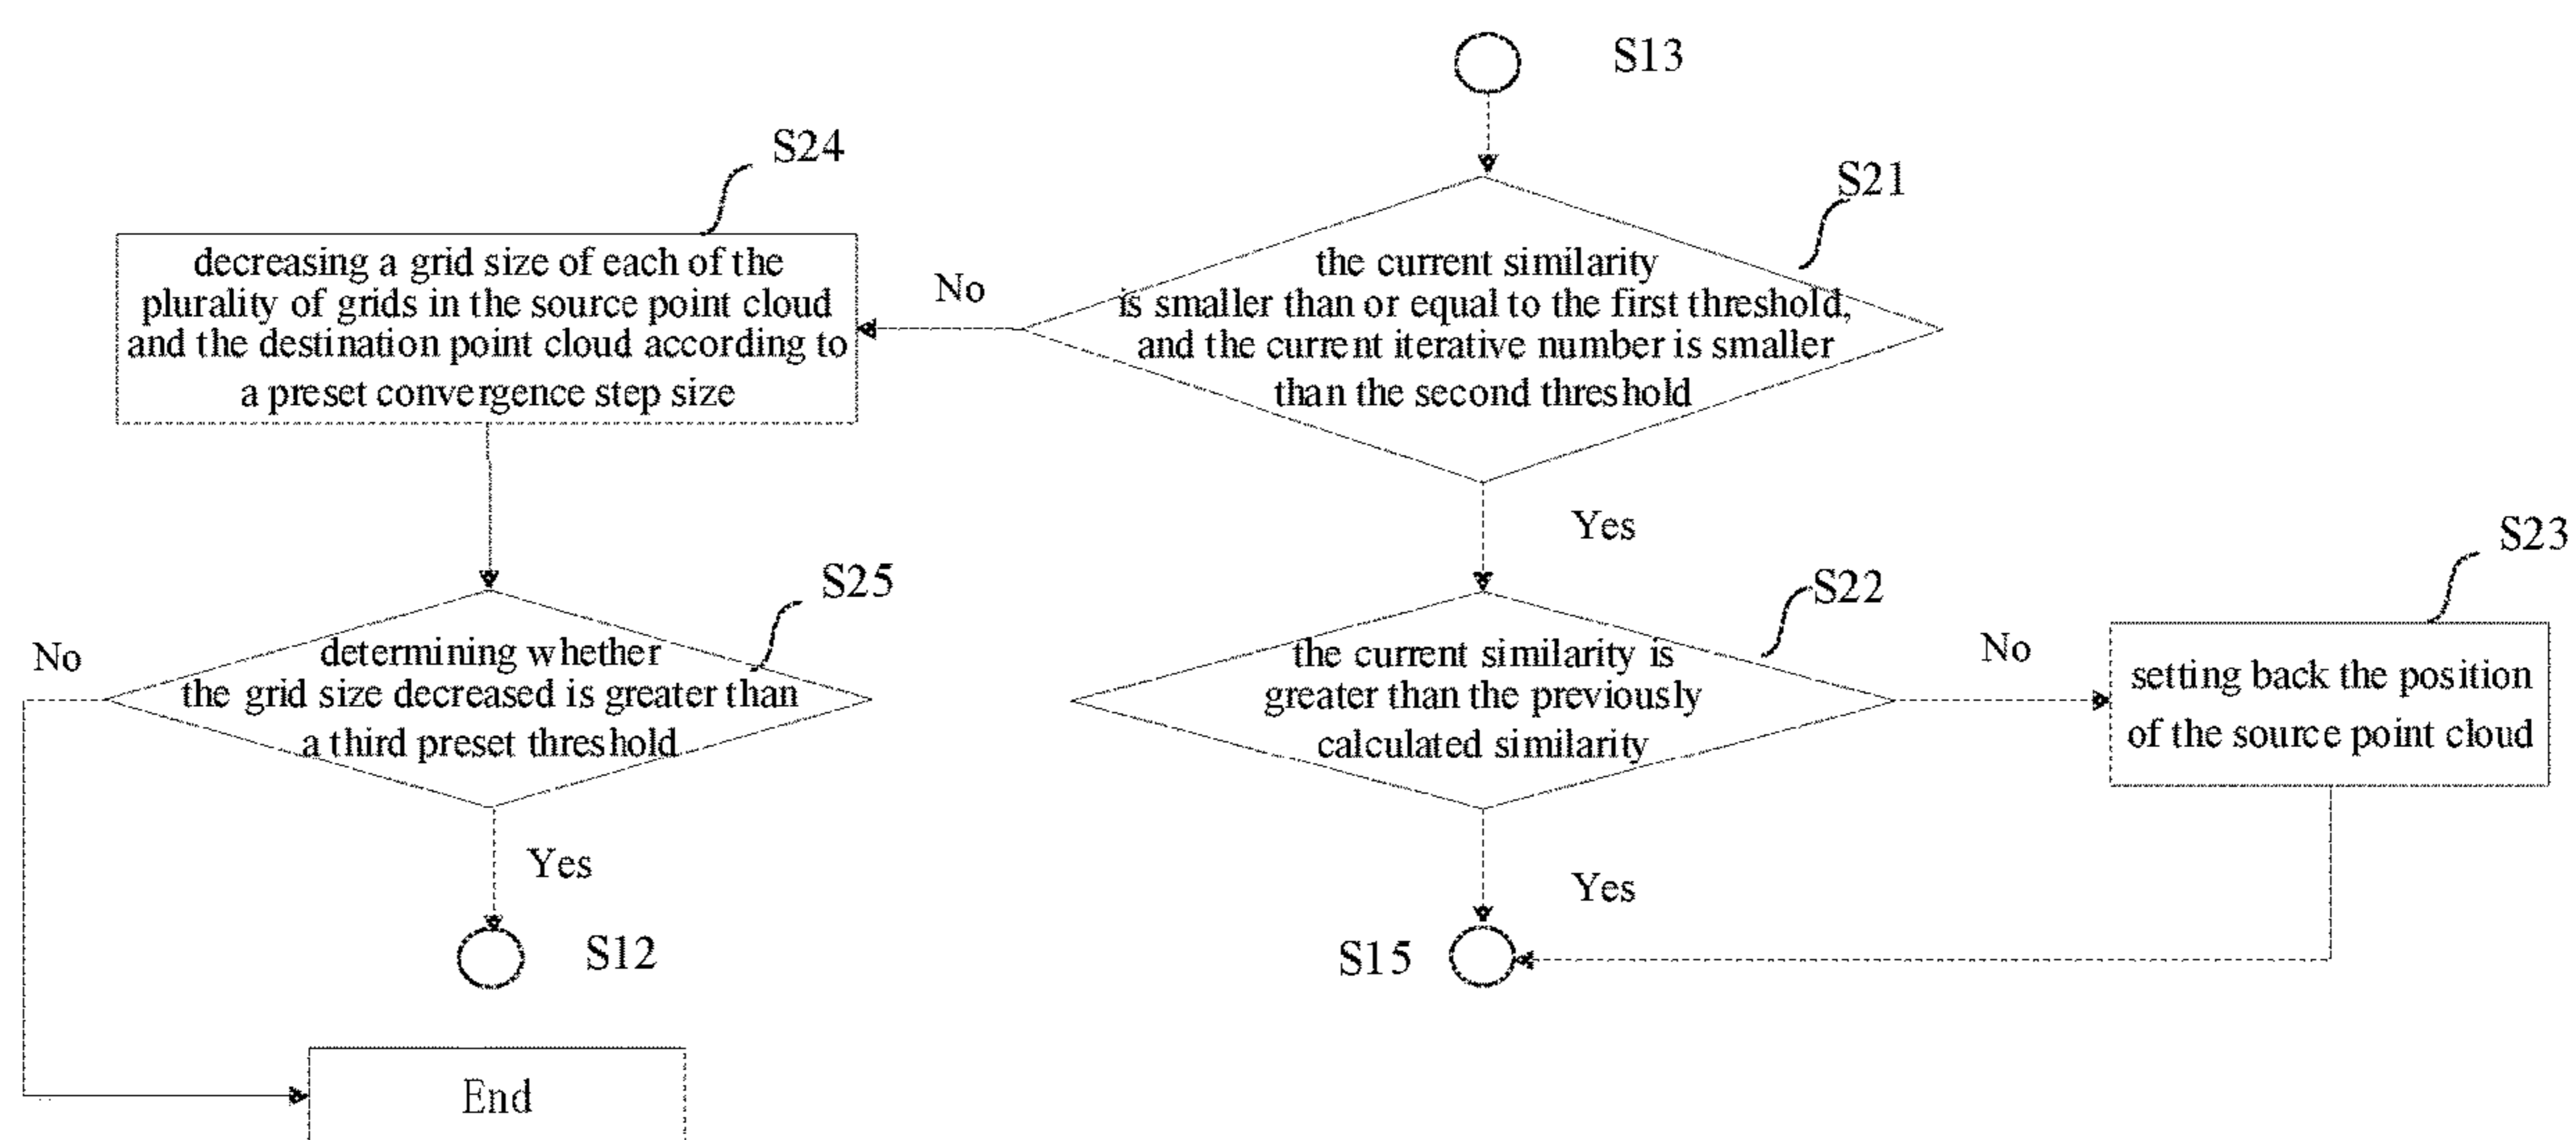 S13
S24
decreasing a grid size of each of the
plurality of grids in the source point cloud
and the destination point cloud according to
a preset convergence step size
No
S21
the current similarity
is smaller than or equal to the first threshold,
and the current iterative number is smaller
than the second threshold
Yes
S25
No
determining whether
the grid size decreased is greater than
a third preset threshold
Yes
S12
End
S22
the current similarity is
greater than the previously
calculated similarity
No
S23
setting back the position
of the source point cloud
Yes
S15